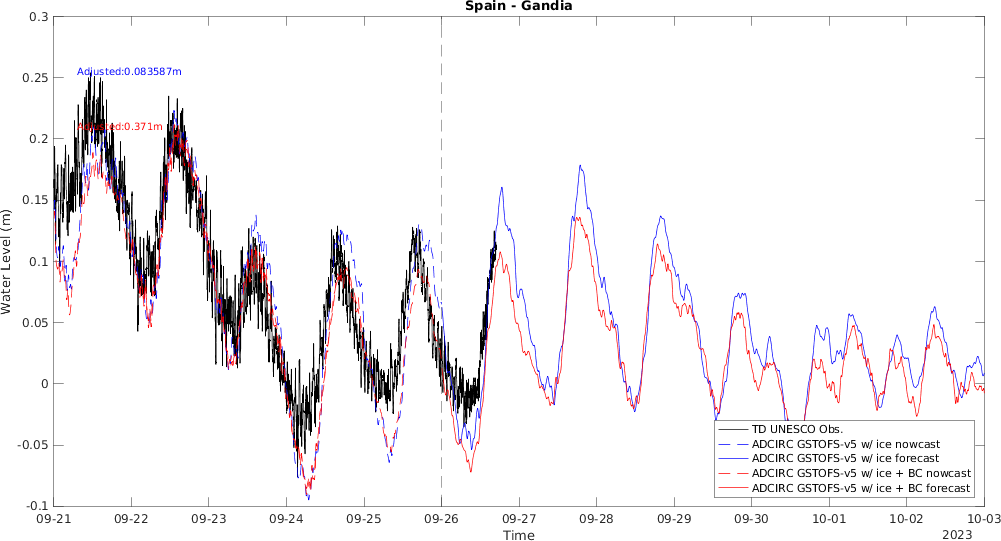 Spain - Gandia
0.3
0.25
0.2
0.15
0.1
0.05
0
-0.05
-0.1
Water Level (m)
Adjusted:0.083587m
Adjusted:0.371m
TD UNESCO Obs.
ADCIRC GSTOFS-v5 w/ ice nowcast
ADCIRC GSTOFS-v5 w/ ice forecast
ADCIRC GSTOFS-v5 w/ ice + BC nowcast
ADCIRC GSTOFS-v5 w/ ice + BC forecast
09-21 09-22 09-23 09-24 09-25 09-26 09-27 09-28 09-29 09-30 10-01 10-02 10-03
Time
2023